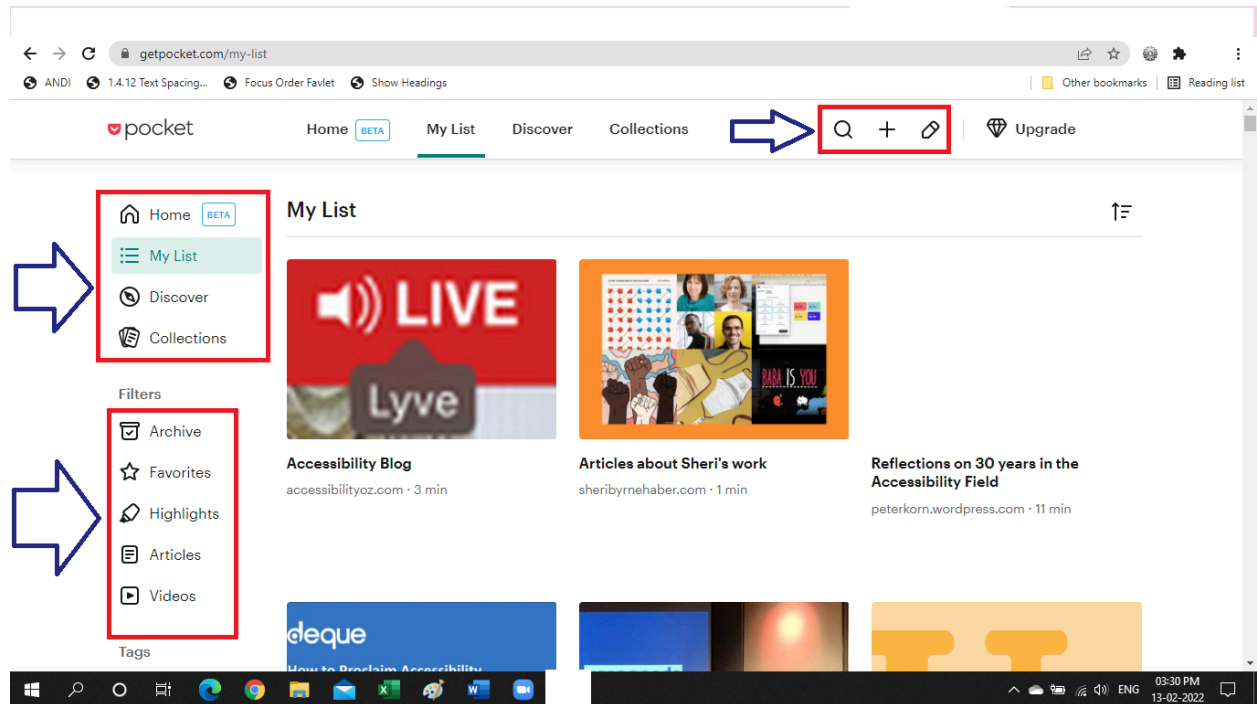 getpocket.com/my-list
ANDI 1.4.12 Text Spacing... Focus Order Favlet Show Headings Other bookmarks Reading list
pocket Home BETA My List Discover Collections Upgrade
Home BETA
My List
Discover
Collections
Filters
Archive
Favorites
Highlights
Articles
Videos
Tags
My List
LIVE
Lyve
BABA IS YOU
Accessibility Blog
accessibilityoz.com · 3 min
Articles about Sheri's work
sheribyrnehaber.com · 1 min
Reflections on 30 years in the
Accessibility Field
peterkorn.wordpress.com · 11 min
deque
How to Proclaim Accessibility
ENG
03:30 PM
13-02-2022